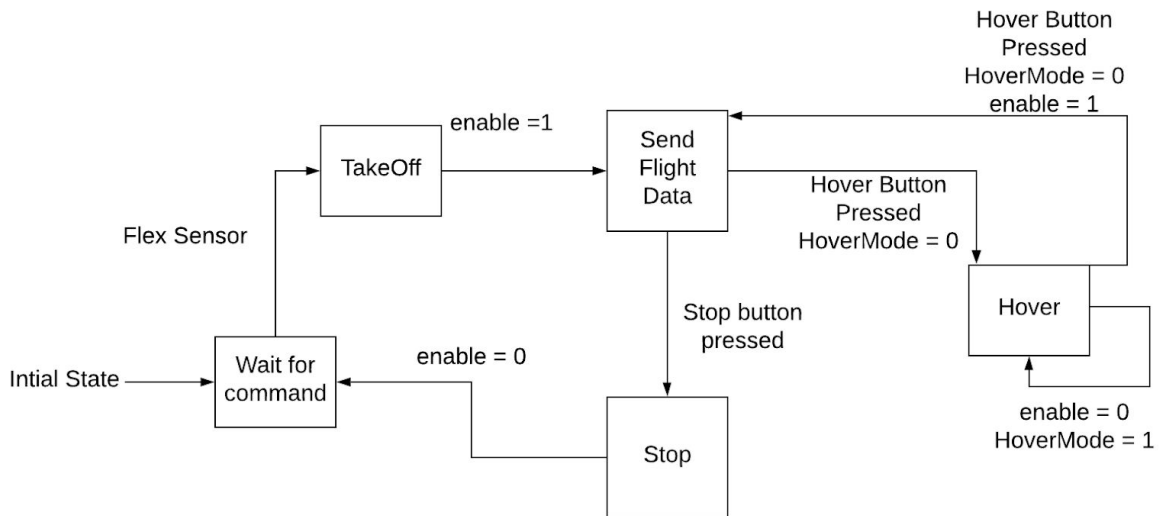 Hover Button
Pressed
HoverMode = 0
enable = 1
enable =1
Send
Flight
Data
TakeOff
Hover Button
Pressed
HoverMode = 0
Flex Sensor
Hover
Stop button
pressed
enable = 0
Wait for
command
Intial State
enable = 0
HoverMode = 1
Stop